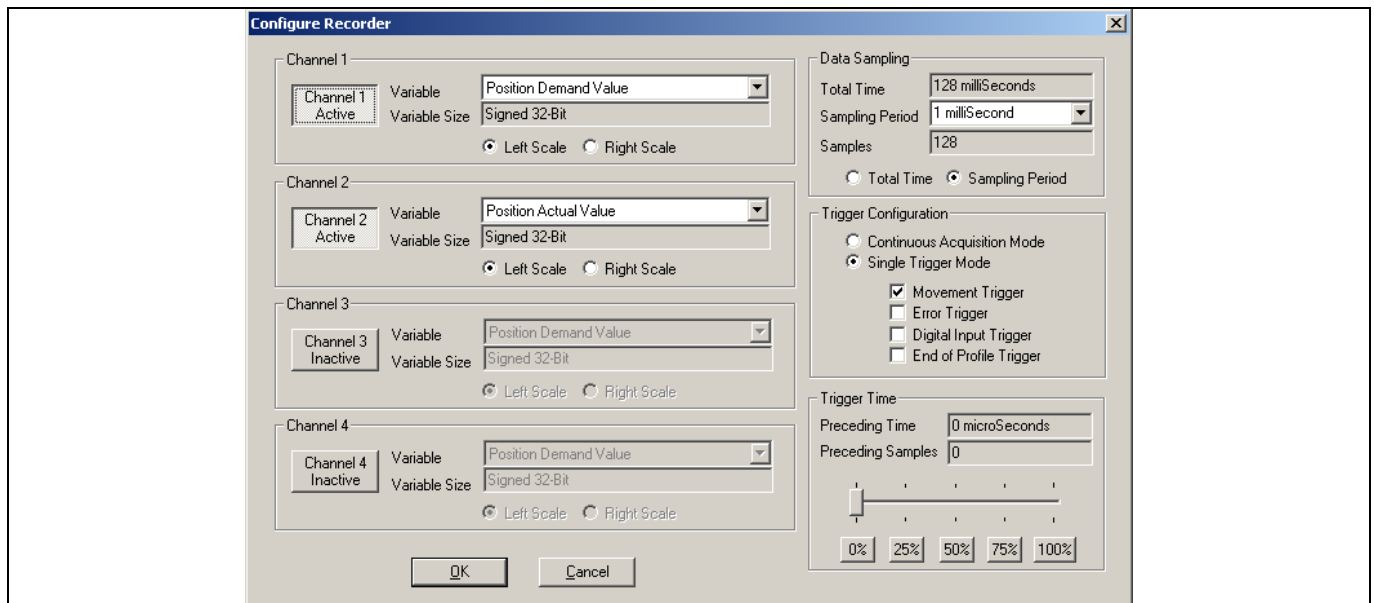 Configure Recorder
Channel 1
Channel 1 Active
Variable
Position Demand Value
Variable Size
Signed 32-Bit
Left Scale Right Scale
Channel 2
Channel 2 Active
Variable
Position Actual Value
Variable Size
Signed 32-Bit
Left Scale Right Scale
Channel 3
Channel 3 Inactive
Variable
Position Demand Value
Variable Size
Signed 32-Bit
Left Scale Right Scale
Channel 4
Channel 4 Inactive
Variable
Position Demand Value
Variable Size
Signed 32-Bit
Left Scale Right Scale
OK Cancel
Data Sampling
Total Time 128 milliSeconds
Sampling Period 1 milliSecond
Samples 128
Total Time Sampling Period
Trigger Configuration
Continuous Acquisition Mode
Single Trigger Mode
Movement Trigger
Error Trigger
Digital Input Trigger
End of Profile Trigger
Trigger Time
Preceding Time 0 microSeconds
Preceding Samples 0
0% 25% 50% 75% 100%